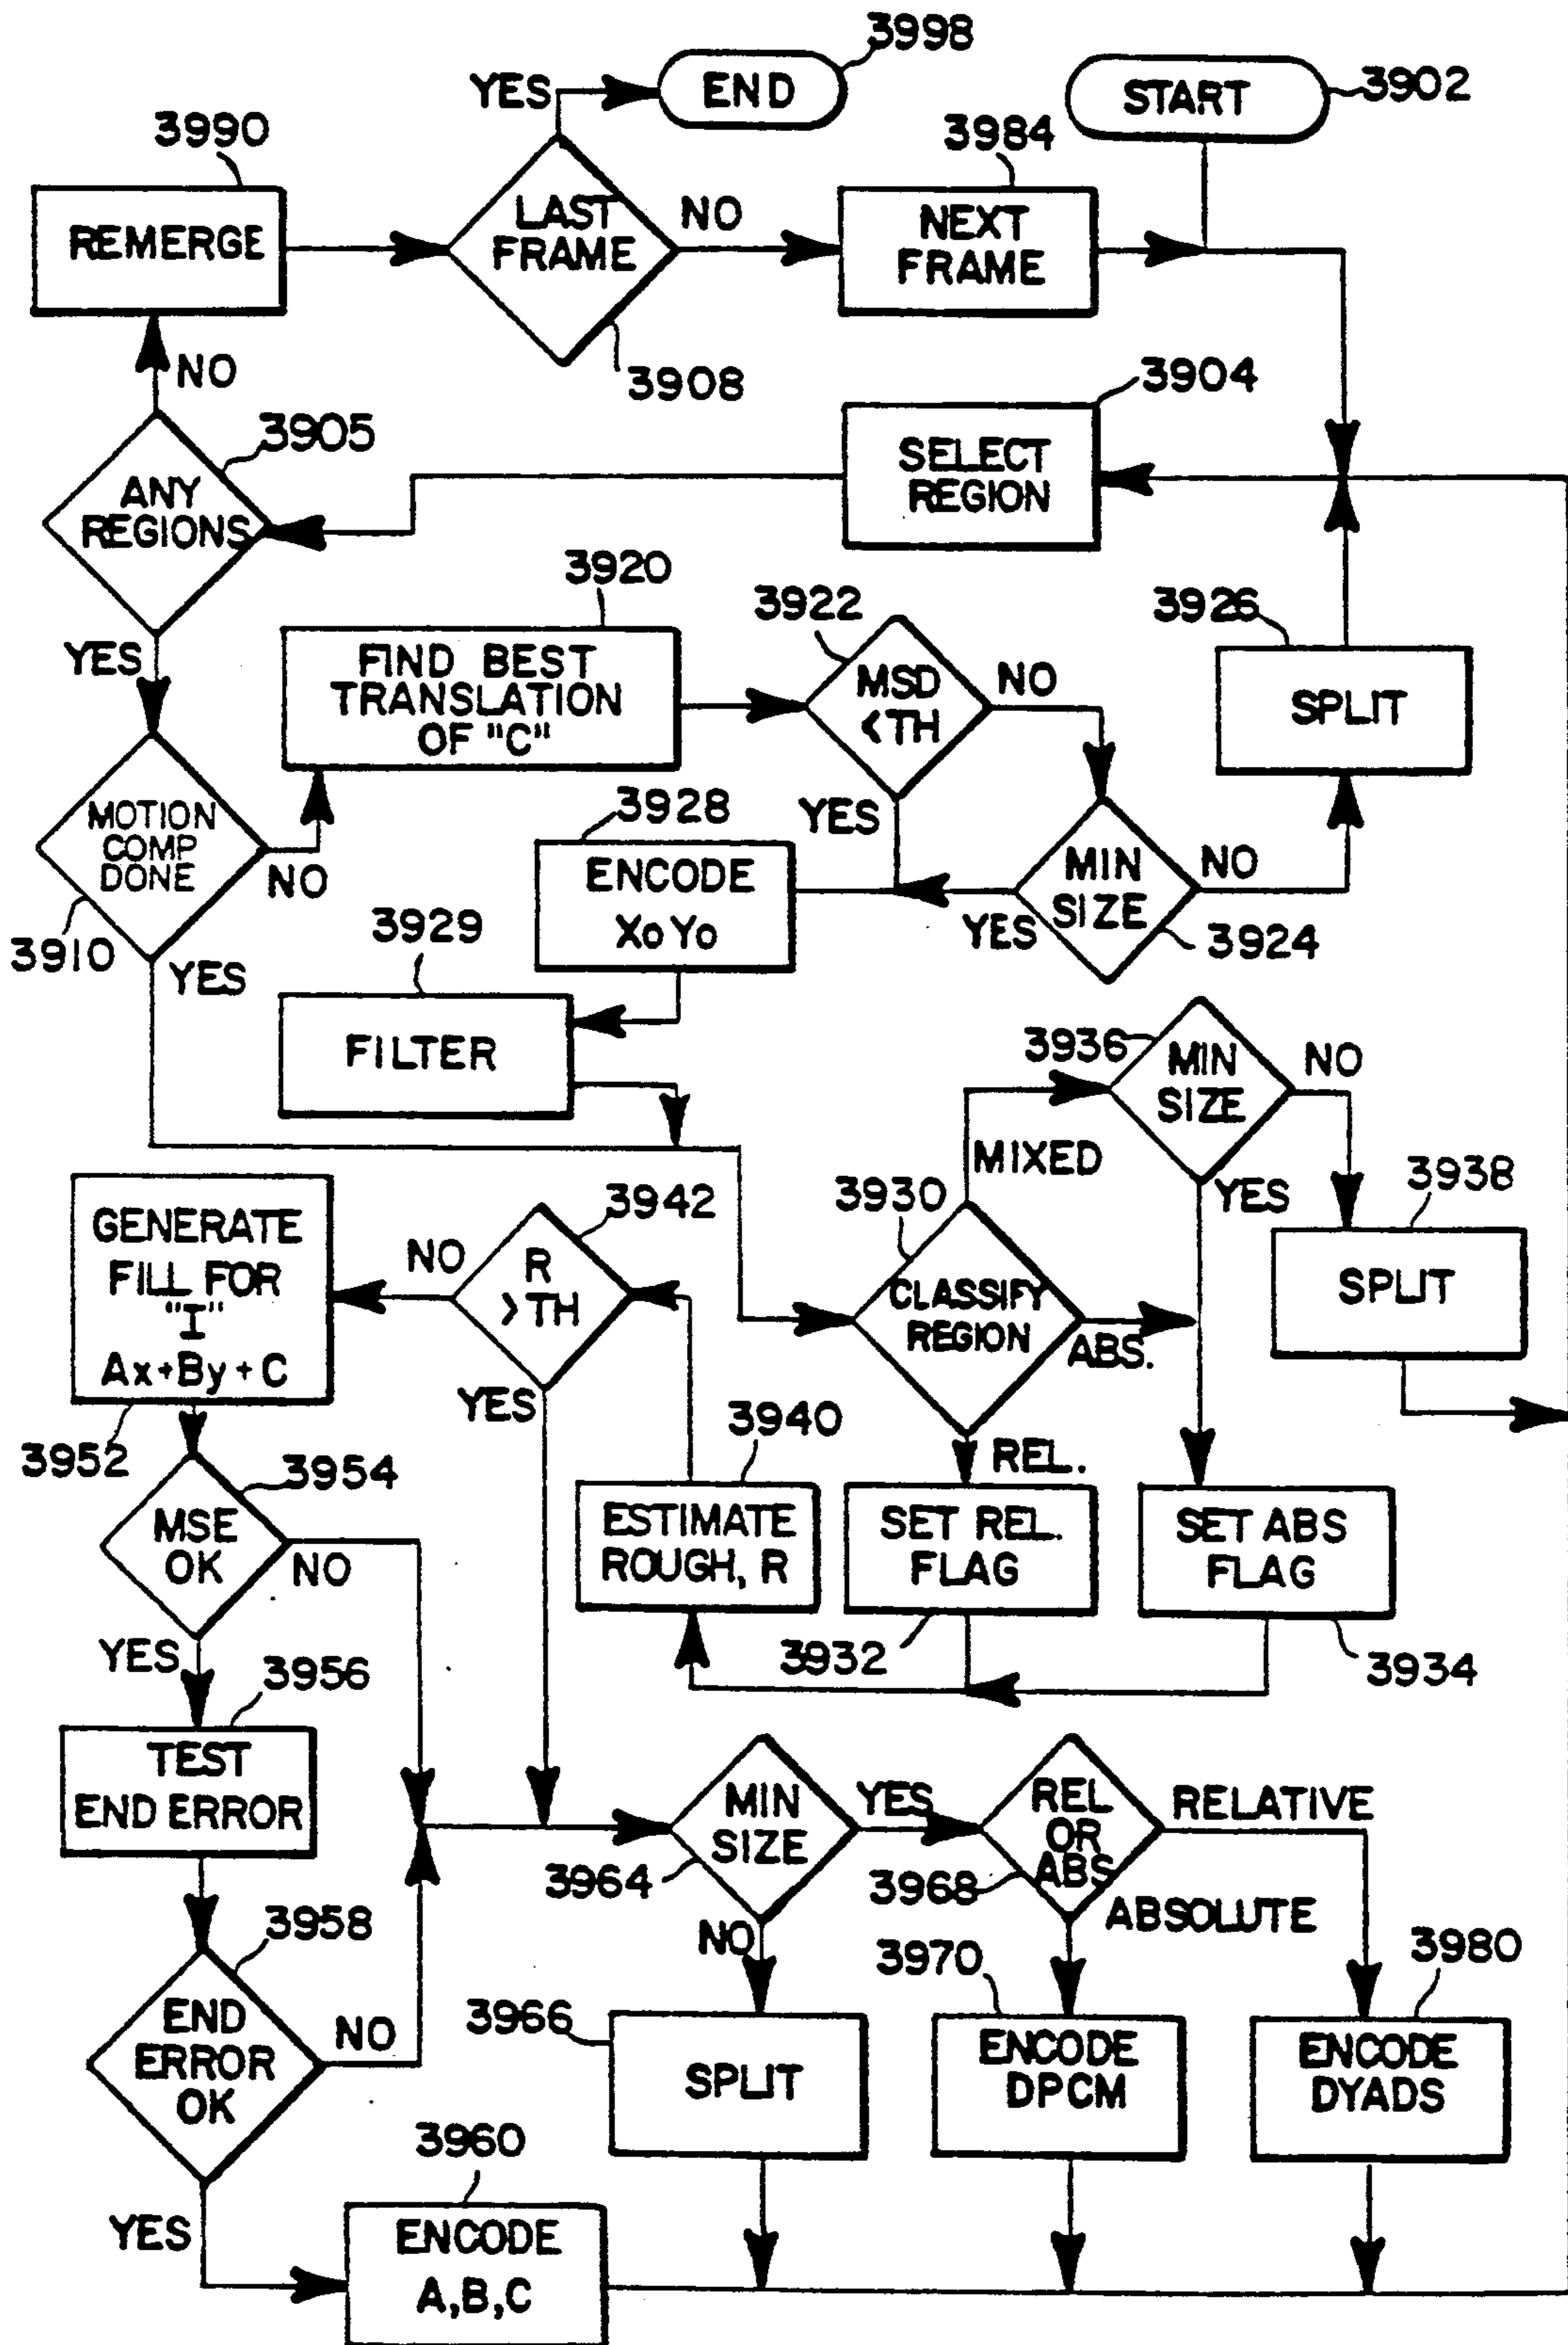 3998
YES
END
START
3902
3990
3984
REMERGE
LAST
FRAME
NO
NEXT
FRAME
NO
3908
3904
3905
SELECT
REGION
ANY
REGIONS
3920
3922
3926
YES
FIND BEST
TRANSLATION
OF "C"
MSD
<TH
NO
SPLIT
3928
YES
MOTION
COMP
DONE
NO
ENCODE
XoYo
MIN
SIZE
NO
YES
3924
3910
3929
YES
FILTER
3936
MIN
SIZE
NO
MIXED
3930
YES
3938
3942
GENERATE
FILL FOR
"I"
Ax+By+C
NO
R
>TH
CLASSIFY
REGION
ABS.
SPLIT
YES
3940
REL.
3952
3954
MSE
OK
NO
ESTIMATE
ROUGH, R
SET REL.
FLAG
SET ABS
FLAG
YES
3956
3932
3934
TEST
END ERROR
MIN
SIZE
YES
REL
OR
ABS
RELATIVE
3964
3968
ABSOLUTE
3958
NO
3970
3980
END
ERROR
OK
NO
3966
SPLIT
ENCODE
DPCM
ENCODE
DYADS
3960
YES
ENCODE
A,B,C